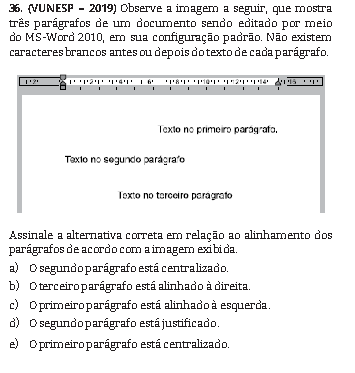 36. (VUNESP – 2019) Observe a imagem a seguir, que mostra
três parágrafos de um documento sendo editado por meio
do MS-Word 2010, em sua configuração padrão. Não existem
caracteres brancos antes ou depois do texto de cada parágrafo.
Texto no primeiro parágrafo.
Texto no segundo parágrafo
Texto no terceiro parágrafo
Assinale a alternativa correta em relação ao alinhamento dos
parágrafos de acordo com a imagem exibida.
a) O segundo parágrafo está centralizado.
b) O terceiro parágrafo está alinhado à direita.
c) O primeiro parágrafo está alinhado à esquerda.
d) O segundo parágrafo está justificado.
e) O primeiro parágrafo está centralizado.